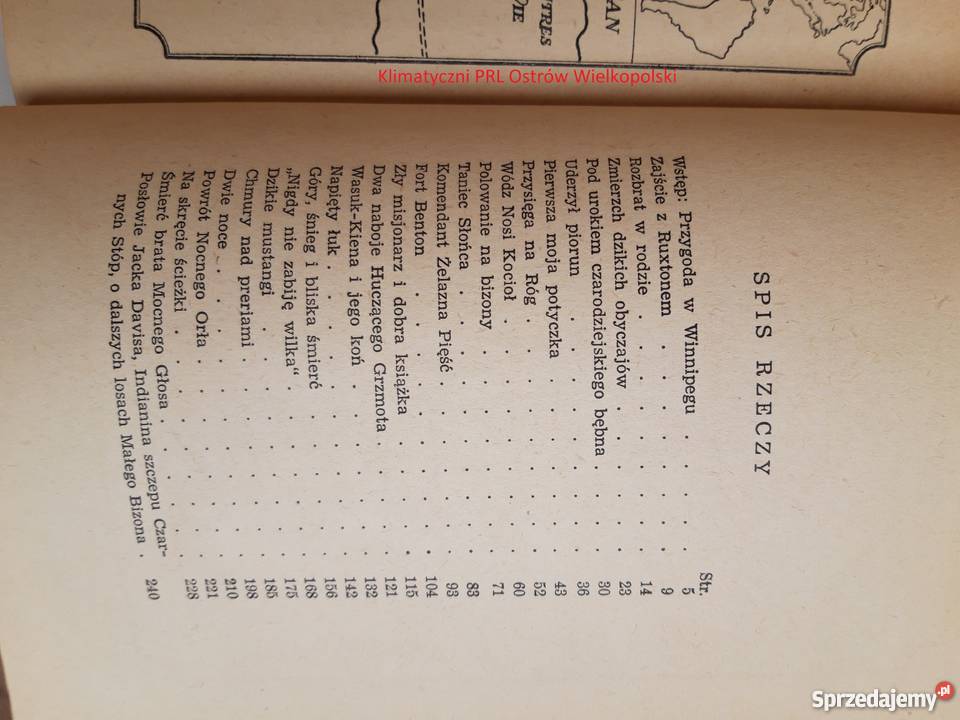 AN
TRES
VIE
Klimatyczni PRL Ostrów Wielkopolski
SPIS RZECZY
Str.
Wstęp: Przygoda w Winnipegu . . . . 5
Zajście z Ruxtonem . . . . . . 9
Rozbrat w rodzie . . . . . . . 14
Zmierzch dzikich obyczajów . . . . . 23
Pod urokiem czarodziejskiego bębna . . . 30
Uderzył piorun . . . . . . . 36
Pierwsza moja potyczka . . . . . 43
Przysięga na Róg . . . . . . . 52
Wódz Nosi Kocioł . . . . . . . 60
Polowanie na bizony . . . . . . 71
Taniec Słońca . . . . . . . . 83
Komendant Żelazna Pięść . . . . . 93
Fort Benton . . . . . . . . 104
Zły misjonarz i dobra książka . . . . 115
Dwa naboje Huczącego Grzmota . . . . 121
Wasuk-Kiena i jego koń . . . . . 132
Napięty łuk . . . . . . . . 142
Góry, śnieg i bliska śmierć . . . . . 156
„Nigdy nie zabiję wilka“ . . . . . . 168
Dzikie mustangi . . . . . . . 175
Chmury nad preriami . . . . . . 185
Dwie noce . . . . . . . . 198
Powrót Nocnego Orła . . . . . . 210
Na skręcie ścieżki . . . . . . . 221
Śmierć brata Mocnego Głosa . . . . . 228
Posłowie Jacka Davisa, Indianina szczepu Czar-
nych Stóp, o dalszych losach Małego Bizona . 240
Sprzedajemy.pl